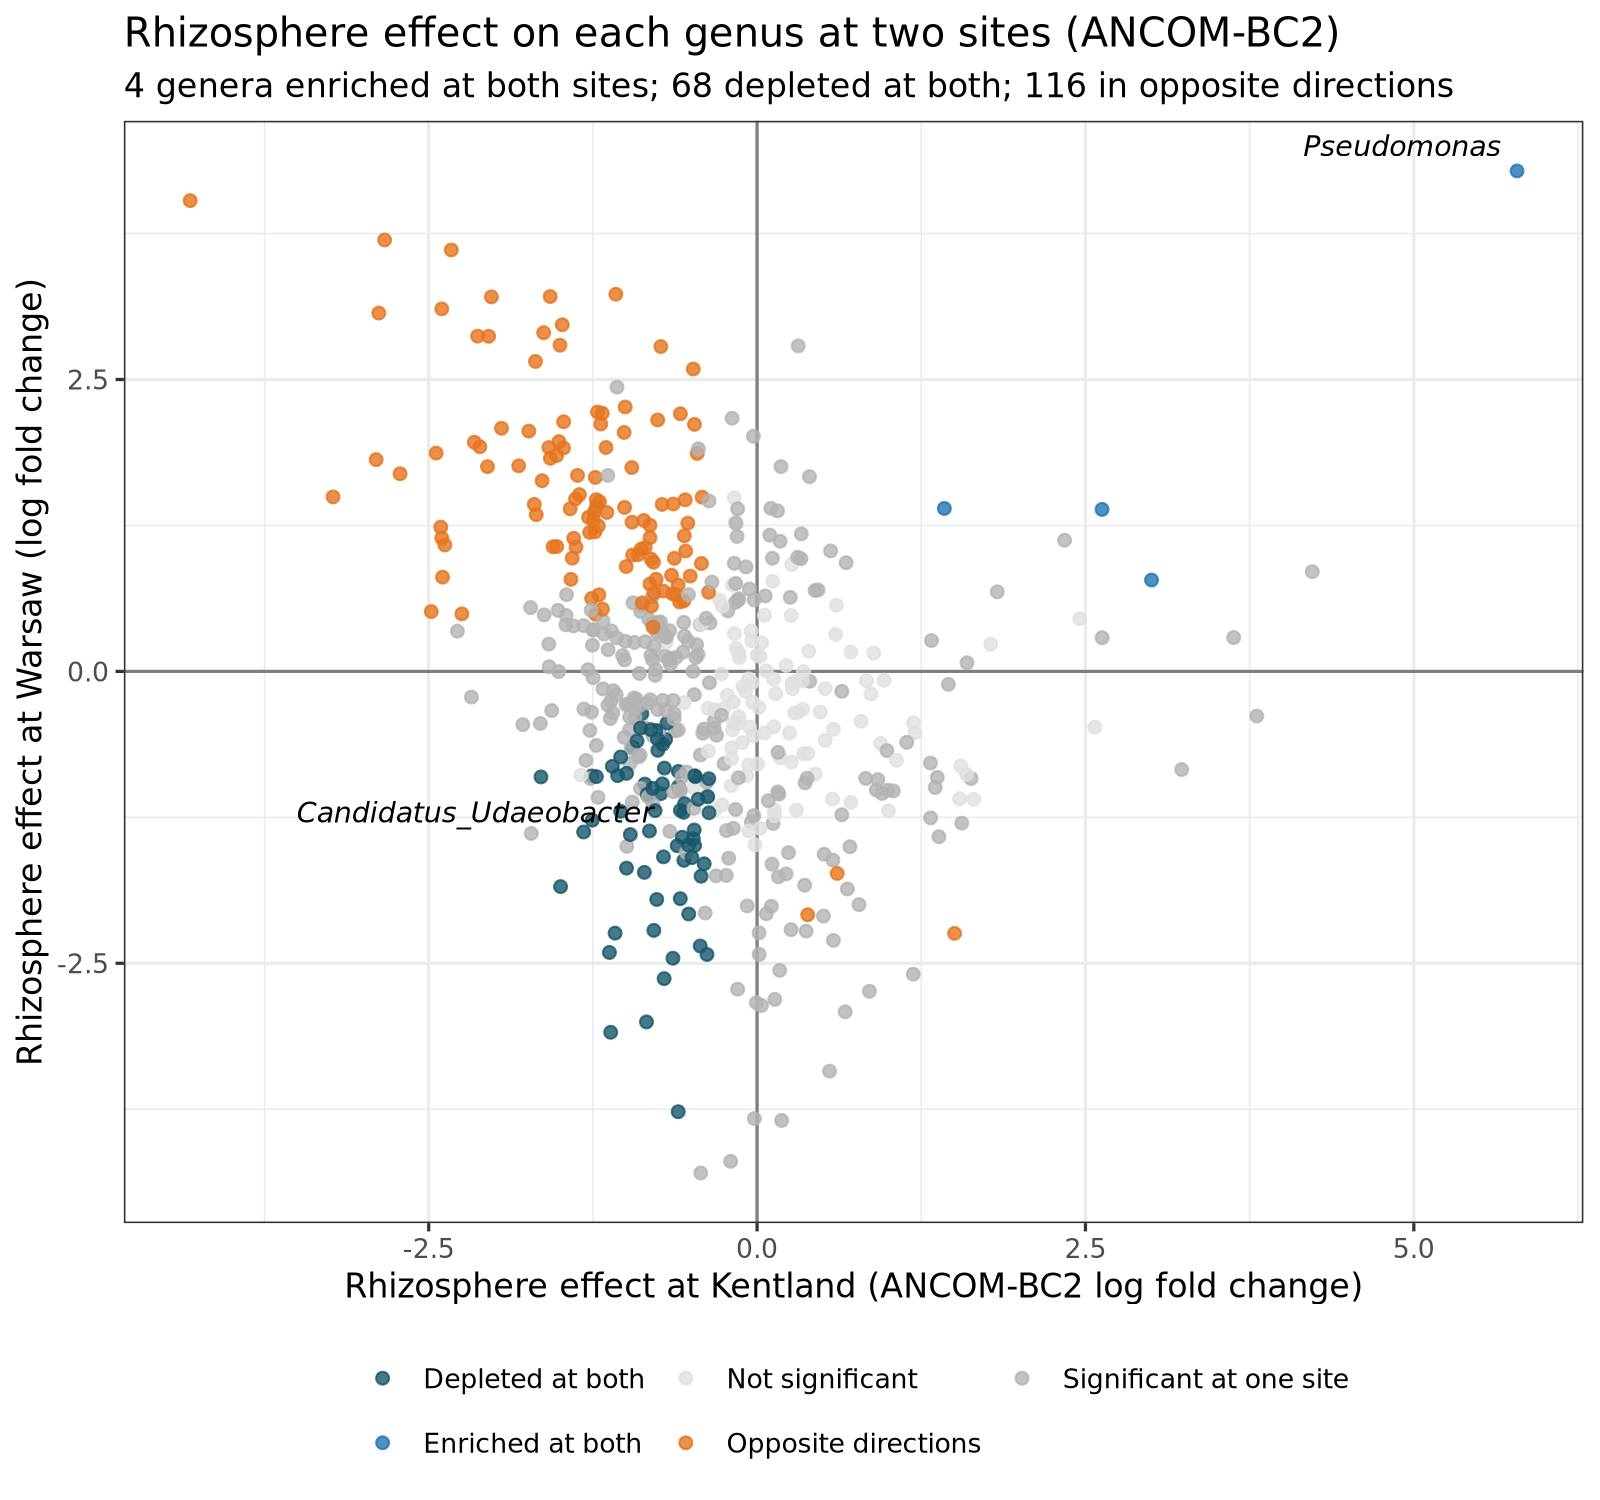 Rhizosphere effect on each genus at two sites (ANCOM-BC2)
4 genera enriched at both sites; 68 depleted at both; 116 in opposite directions
Rhizosphere effect at Warsaw (log fold change)
2.5
0.0
-2.5
Pseudomonas
Candidatus_Udaeobacter
-2.5
0.0
2.5
5.0
Rhizosphere effect at Kentland (ANCOM-BC2 log fold change)
Depleted at both
Not significant
Significant at one site
Enriched at both
Opposite directions